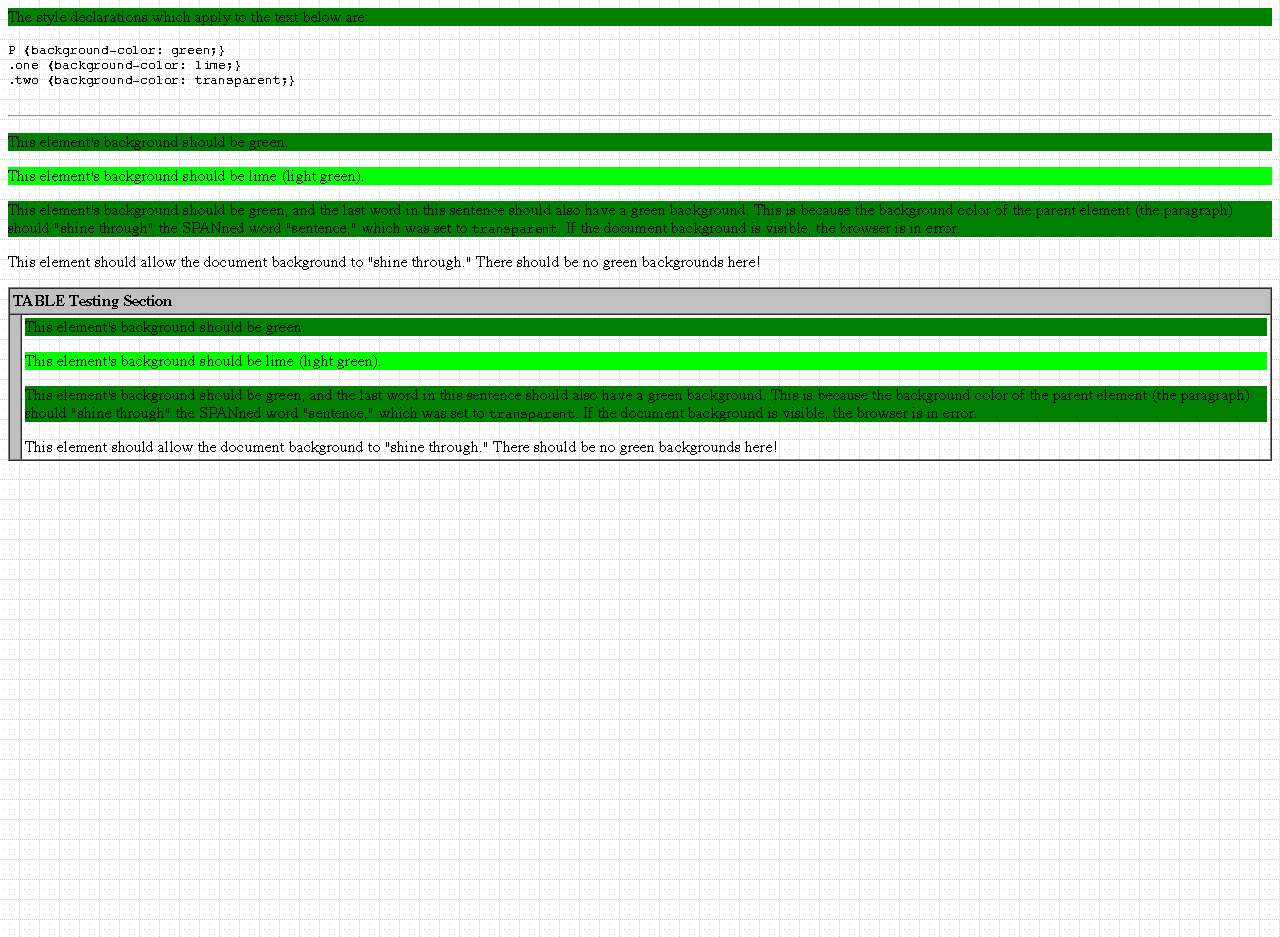 The style declarations which apply to the text below are:
P {background-color: green;}
.one {background-color: lime;}
.two {background-color: transparent;}
This element's background should be green.
This element's background should be lime (light green).
This element's background should be green, and the last word in this sentence should also have a green background. This is because the background color of the parent element (the paragraph)
should "shine through" the SPANned word "sentence," which was set to transparent. If the document background is visible, the browser is in error.
This element should allow the document background to "shine through." There should be no green backgrounds here!
TABLE Testing Section
This element's background should be green.
This element's background should be lime (light green).
This element's background should be green, and the last word in this sentence should also have a green background. This is because the background color of the parent element (the paragraph)
should "shine through" the SPANned word "sentence," which was set to transparent. If the document background is visible, the browser is in error.
This element should allow the document background to "shine through." There should be no green backgrounds here!